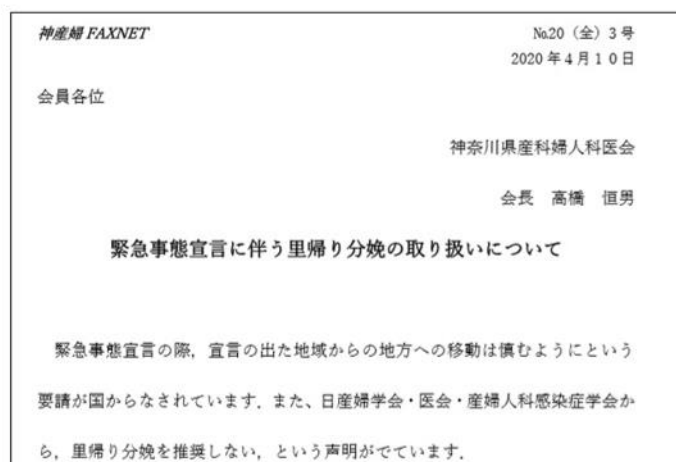 神産婦 FAXNET
№20（全）3号
2020年4月10日
会員各位
神奈川県産科婦人科医会
会長　高橋　恒男
緊急事態宣言に伴う里帰り分娩の取り扱いについて
緊急事態宣言の際，宣言の出た地域からの地方への移動は慎むようにという
要請が国からなされています．また、日産婦学会・医会・産婦人科感染症学会か
ら，里帰り分娩を推奨しない，という声明がでています．